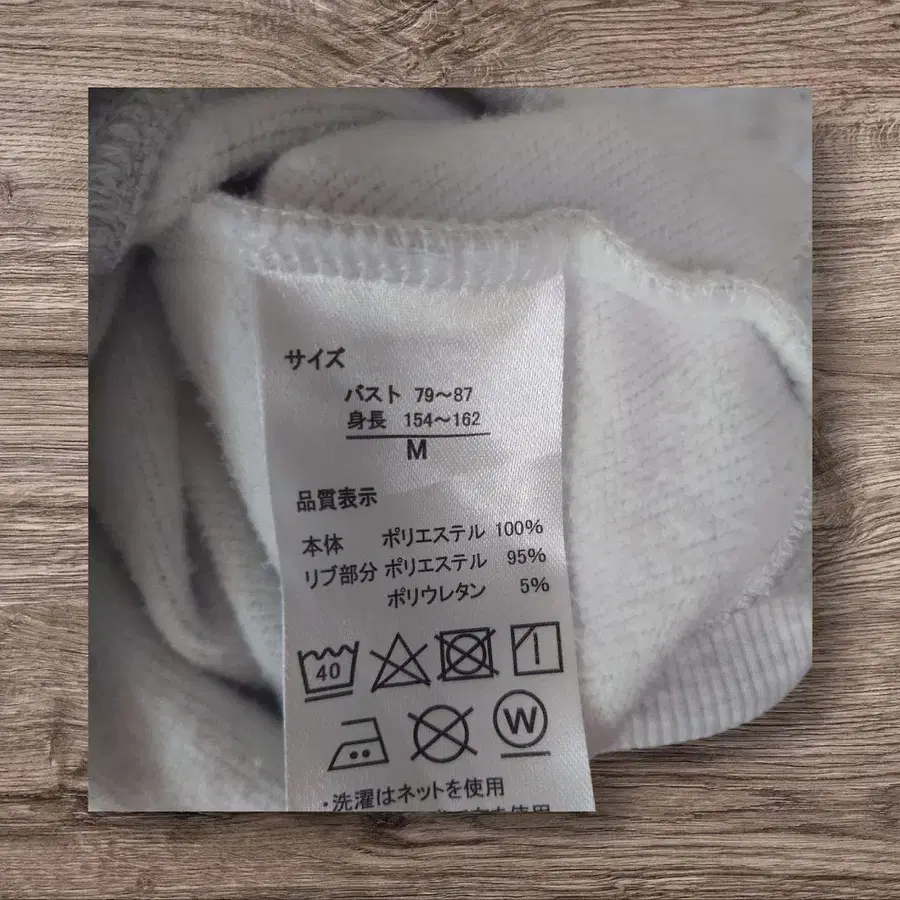 サイズ
バスト 79～87
身長 154～162
M
品質表示
本体 ポリエステル 100%
リブ部分 ポリエステル 95%
ポリウレタン 5%
40
W
・洗濯はネットを使用